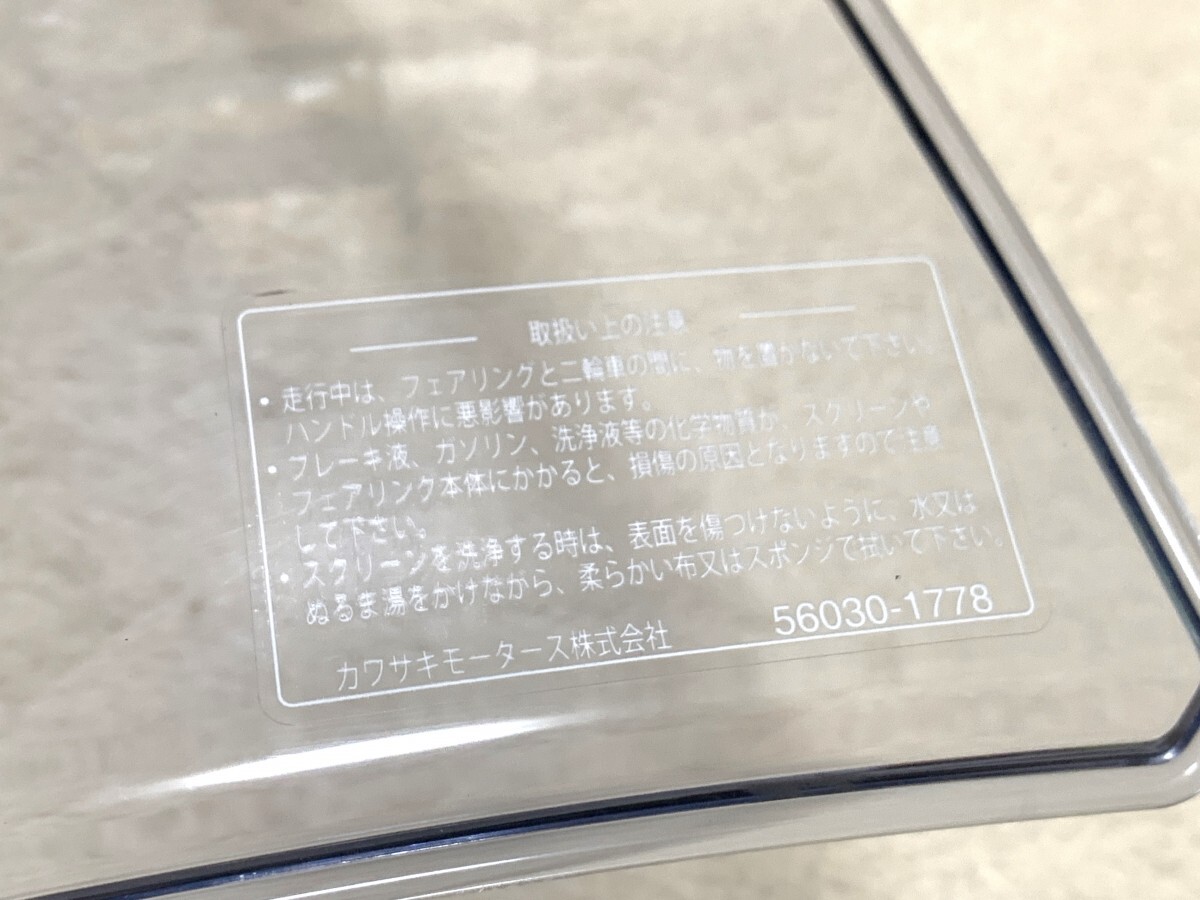 取扱い上の注意
• 走行中は、フェアリングと二輪車の間に、物を置かないで下さい。
ハンドル操作に悪影響があります。
• ブレーキ液、ガソリン、洗浄液等の化学物質が、スクリーンや
フェアリング本体にかかると、損傷の原因となりますので注意
して下さい。
• スクリーンを洗浄する時は、表面を傷つけないように、水又は
ぬるま湯をかけながら、柔らかい布又はスポンジで拭いて下さい。
カワサキモータース株式会社 56030-1778